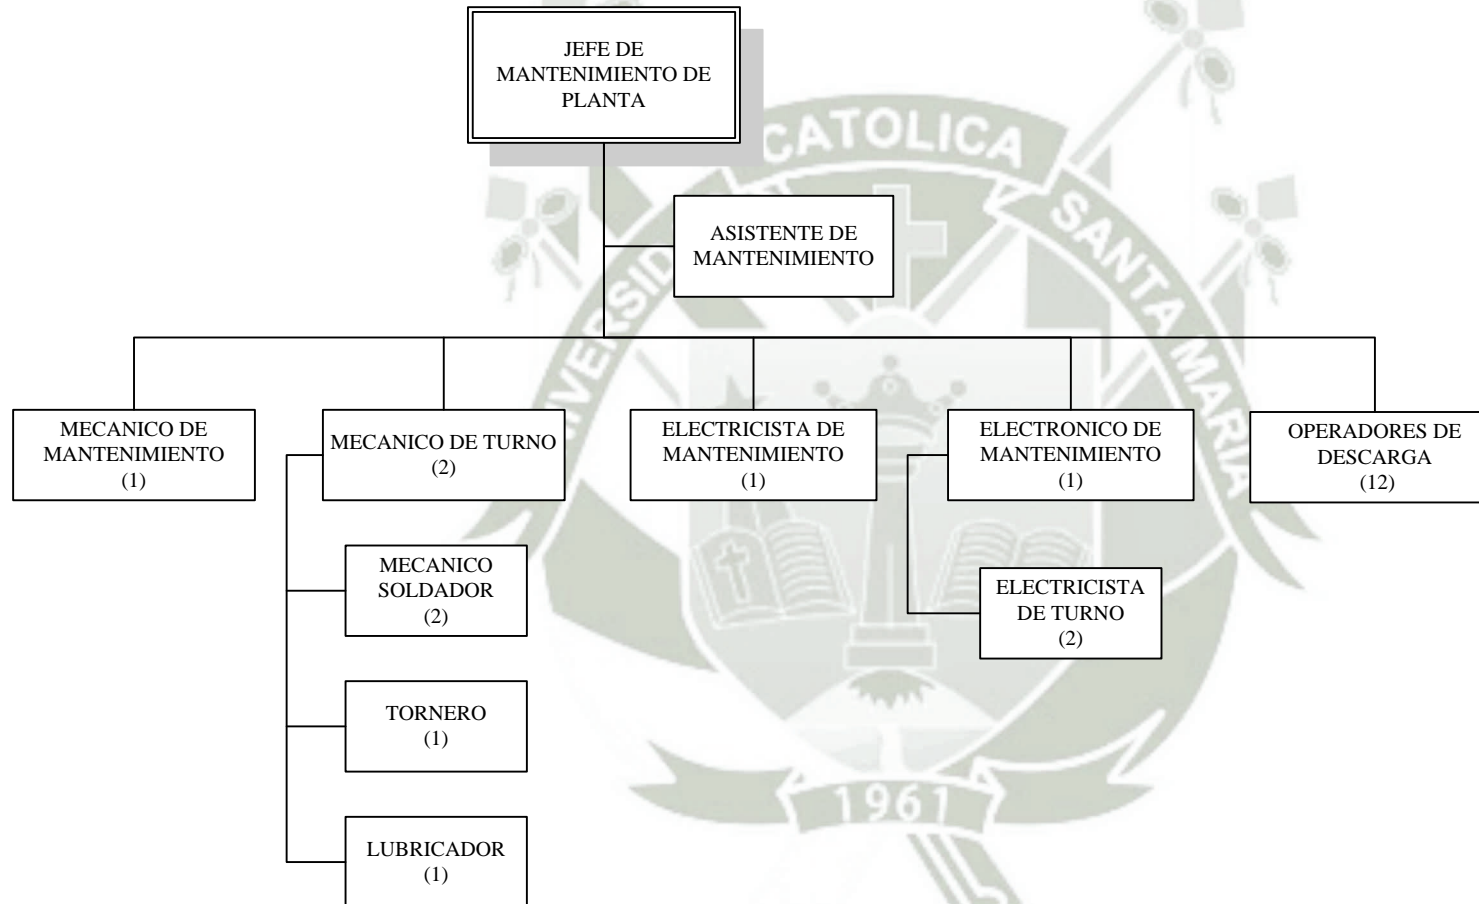 JEFE DE
MANTENIMIENTO DE
PLANTA
ASISTENTE DE
MANTENIMIENTO
MECANICO DE
MANTENIMIENTO
(1)
MECANICO DE TURNO
(2)
ELECTRICISTA DE
MANTENIMIENTO
(1)
ELECTRONICO DE
MANTENIMIENTO
(1)
OPERADORES DE
DESCARGA
(12)
MECANICO
SOLDADOR
(2)
ELECTRICISTA
DE TURNO
(2)
TORNERO
(1)
LUBRICADOR
(1)
CATOLICA
SANTA MARIA
1961